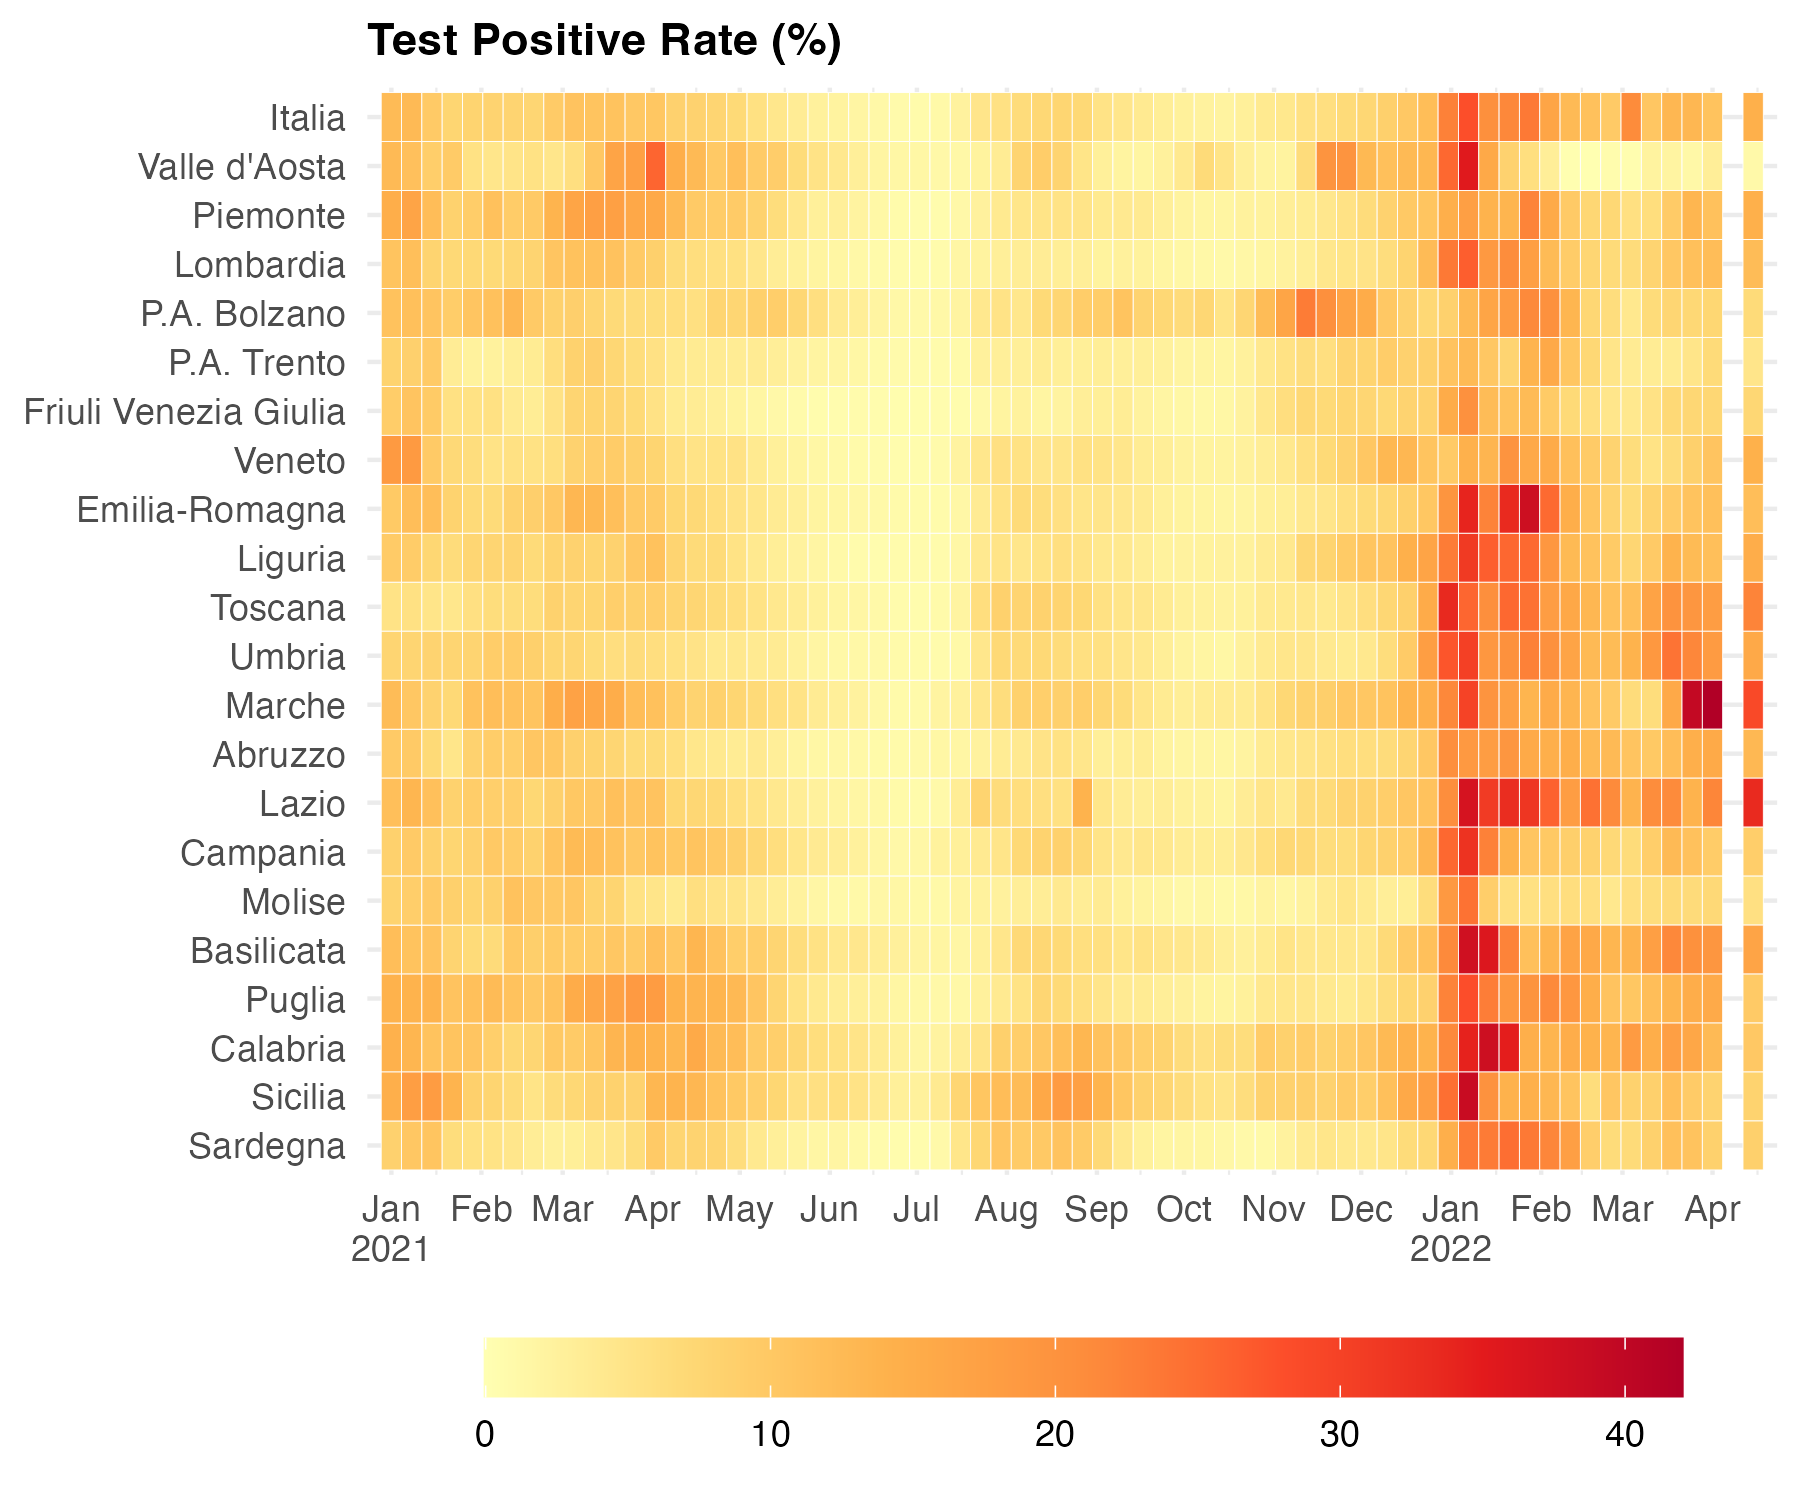 Test Positive Rate (%)
Italia
Valle d'Aosta
Piemonte
Lombardia
P.A. Bolzano
P.A. Trento
Friuli Venezia Giulia
Veneto
Emilia-Romagna
Liguria
Toscana
Umbria
Marche
Abruzzo
Lazio
Campania
Molise
Basilicata
Puglia
Calabria
Sicilia
Sardegna
Jan Feb Mar Apr May Jun Jul Aug Sep Oct Nov Dec Jan Feb Mar Apr
2021 2022
0 10 20 30 40